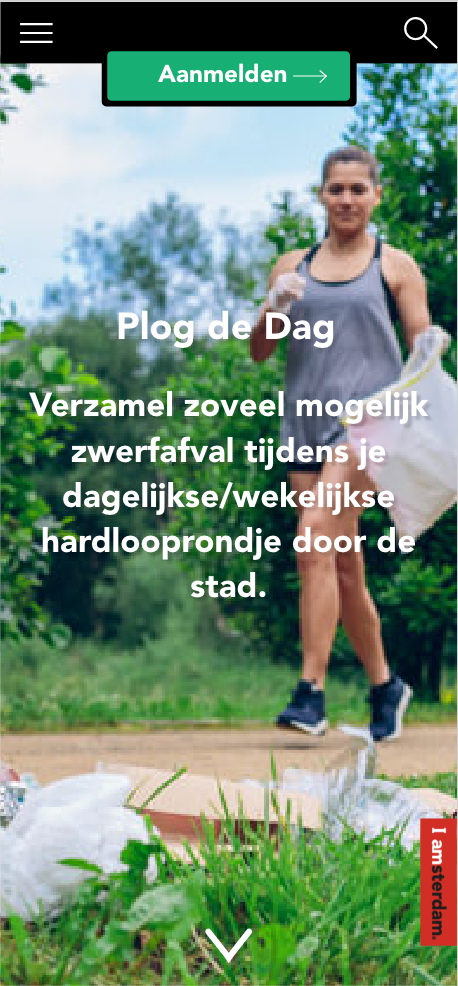 Aanmelden
Plog de Dag
Verzamel zoveel mogelijk
zwerfafval tijdens je
dagelijkse/wekelijkse
hardlooprondje door de
stad.
I amsterdam.